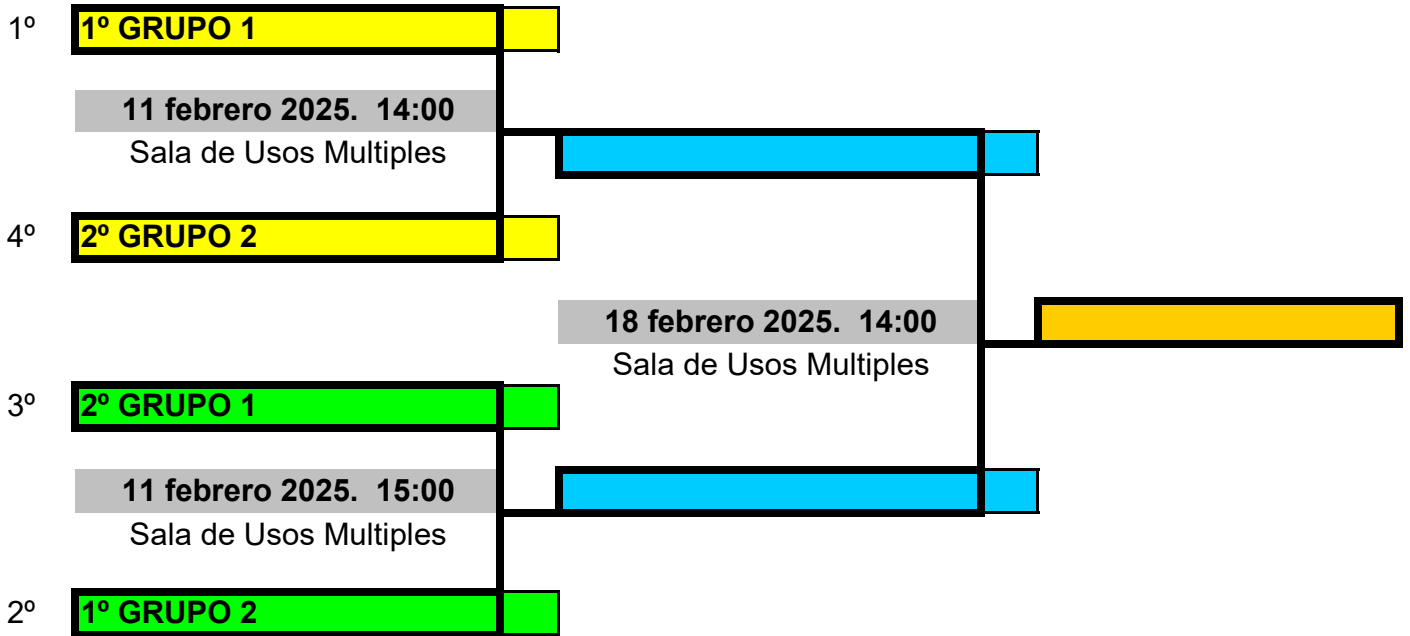 1º 1º GRUPO 1
11 febrero 2025. 14:00
Sala de Usos Multiples
4º 2º GRUPO 2
18 febrero 2025. 14:00
Sala de Usos Multiples
3º 2º GRUPO 1
11 febrero 2025. 15:00
Sala de Usos Multiples
2º 1º GRUPO 2